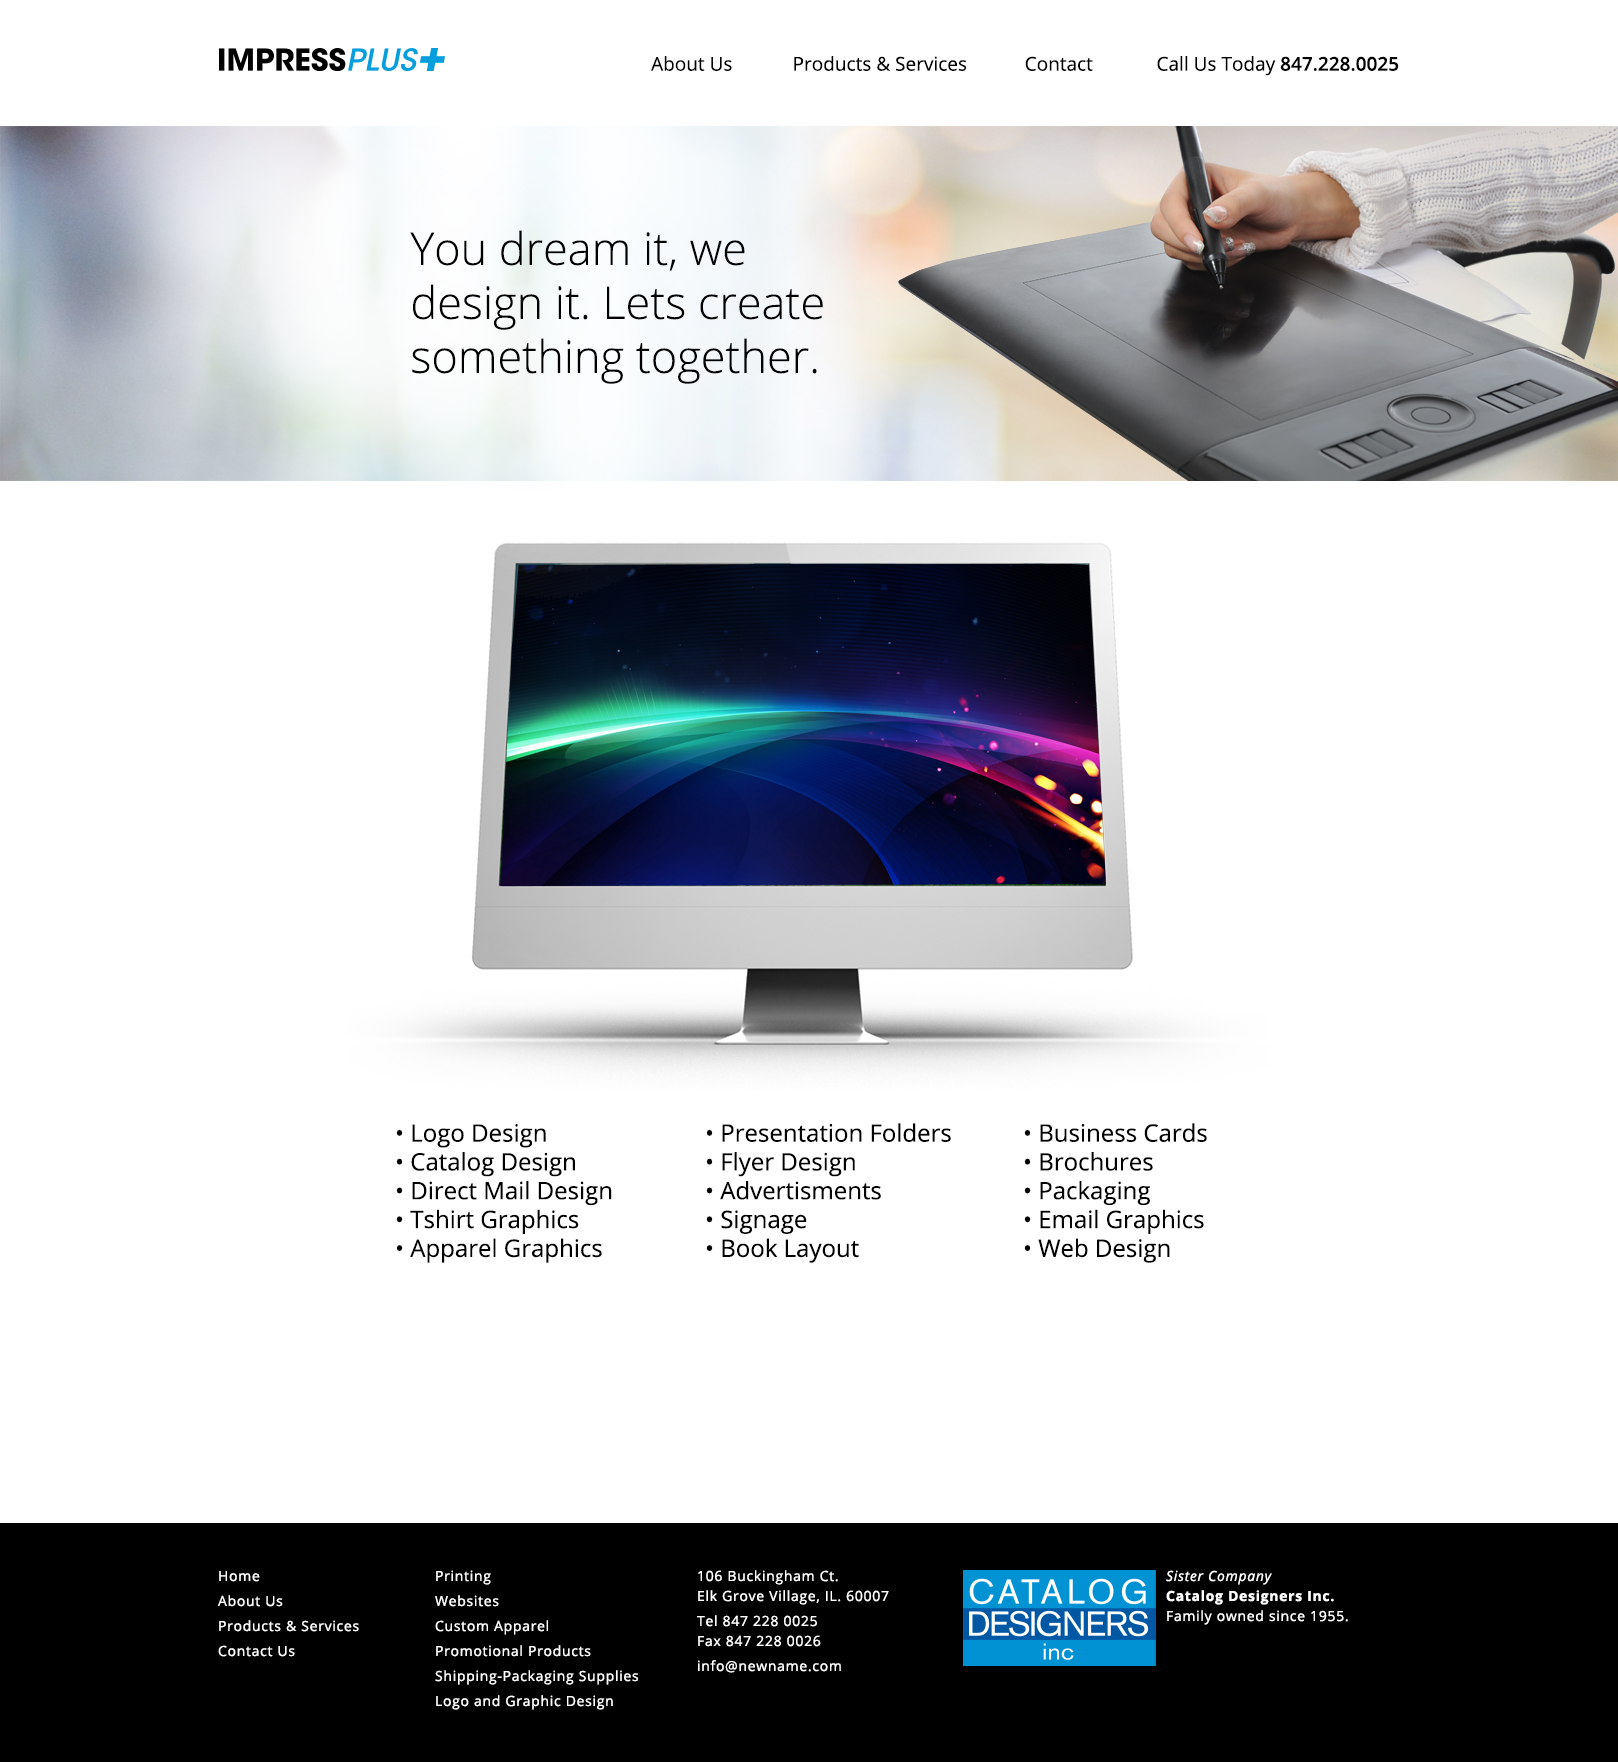 IMPRESSPLUS+
About Us
Products & Services
Contact
Call Us Today 847.228.0025
You dream it, we
design it. Lets create
something together.
• Logo Design
• Catalog Design
• Direct Mail Design
• Tshirt Graphics
• Apparel Graphics
• Presentation Folders
• Flyer Design
• Advertisments
• Signage
• Book Layout
• Business Cards
• Brochures
• Packaging
• Email Graphics
• Web Design
Home
About Us
Products & Services
Contact Us
Printing
Websites
Custom Apparel
Promotional Products
Shipping-Packaging Supplies
Logo and Graphic Design
106 Buckingham Ct.
Elk Grove Village, IL. 60007
Tel 847 228 0025
Fax 847 228 0026
info@newname.com
CATALOG
DESIGNERS
inc
Sister Company
Catalog Designers Inc.
Family owned since 1955.